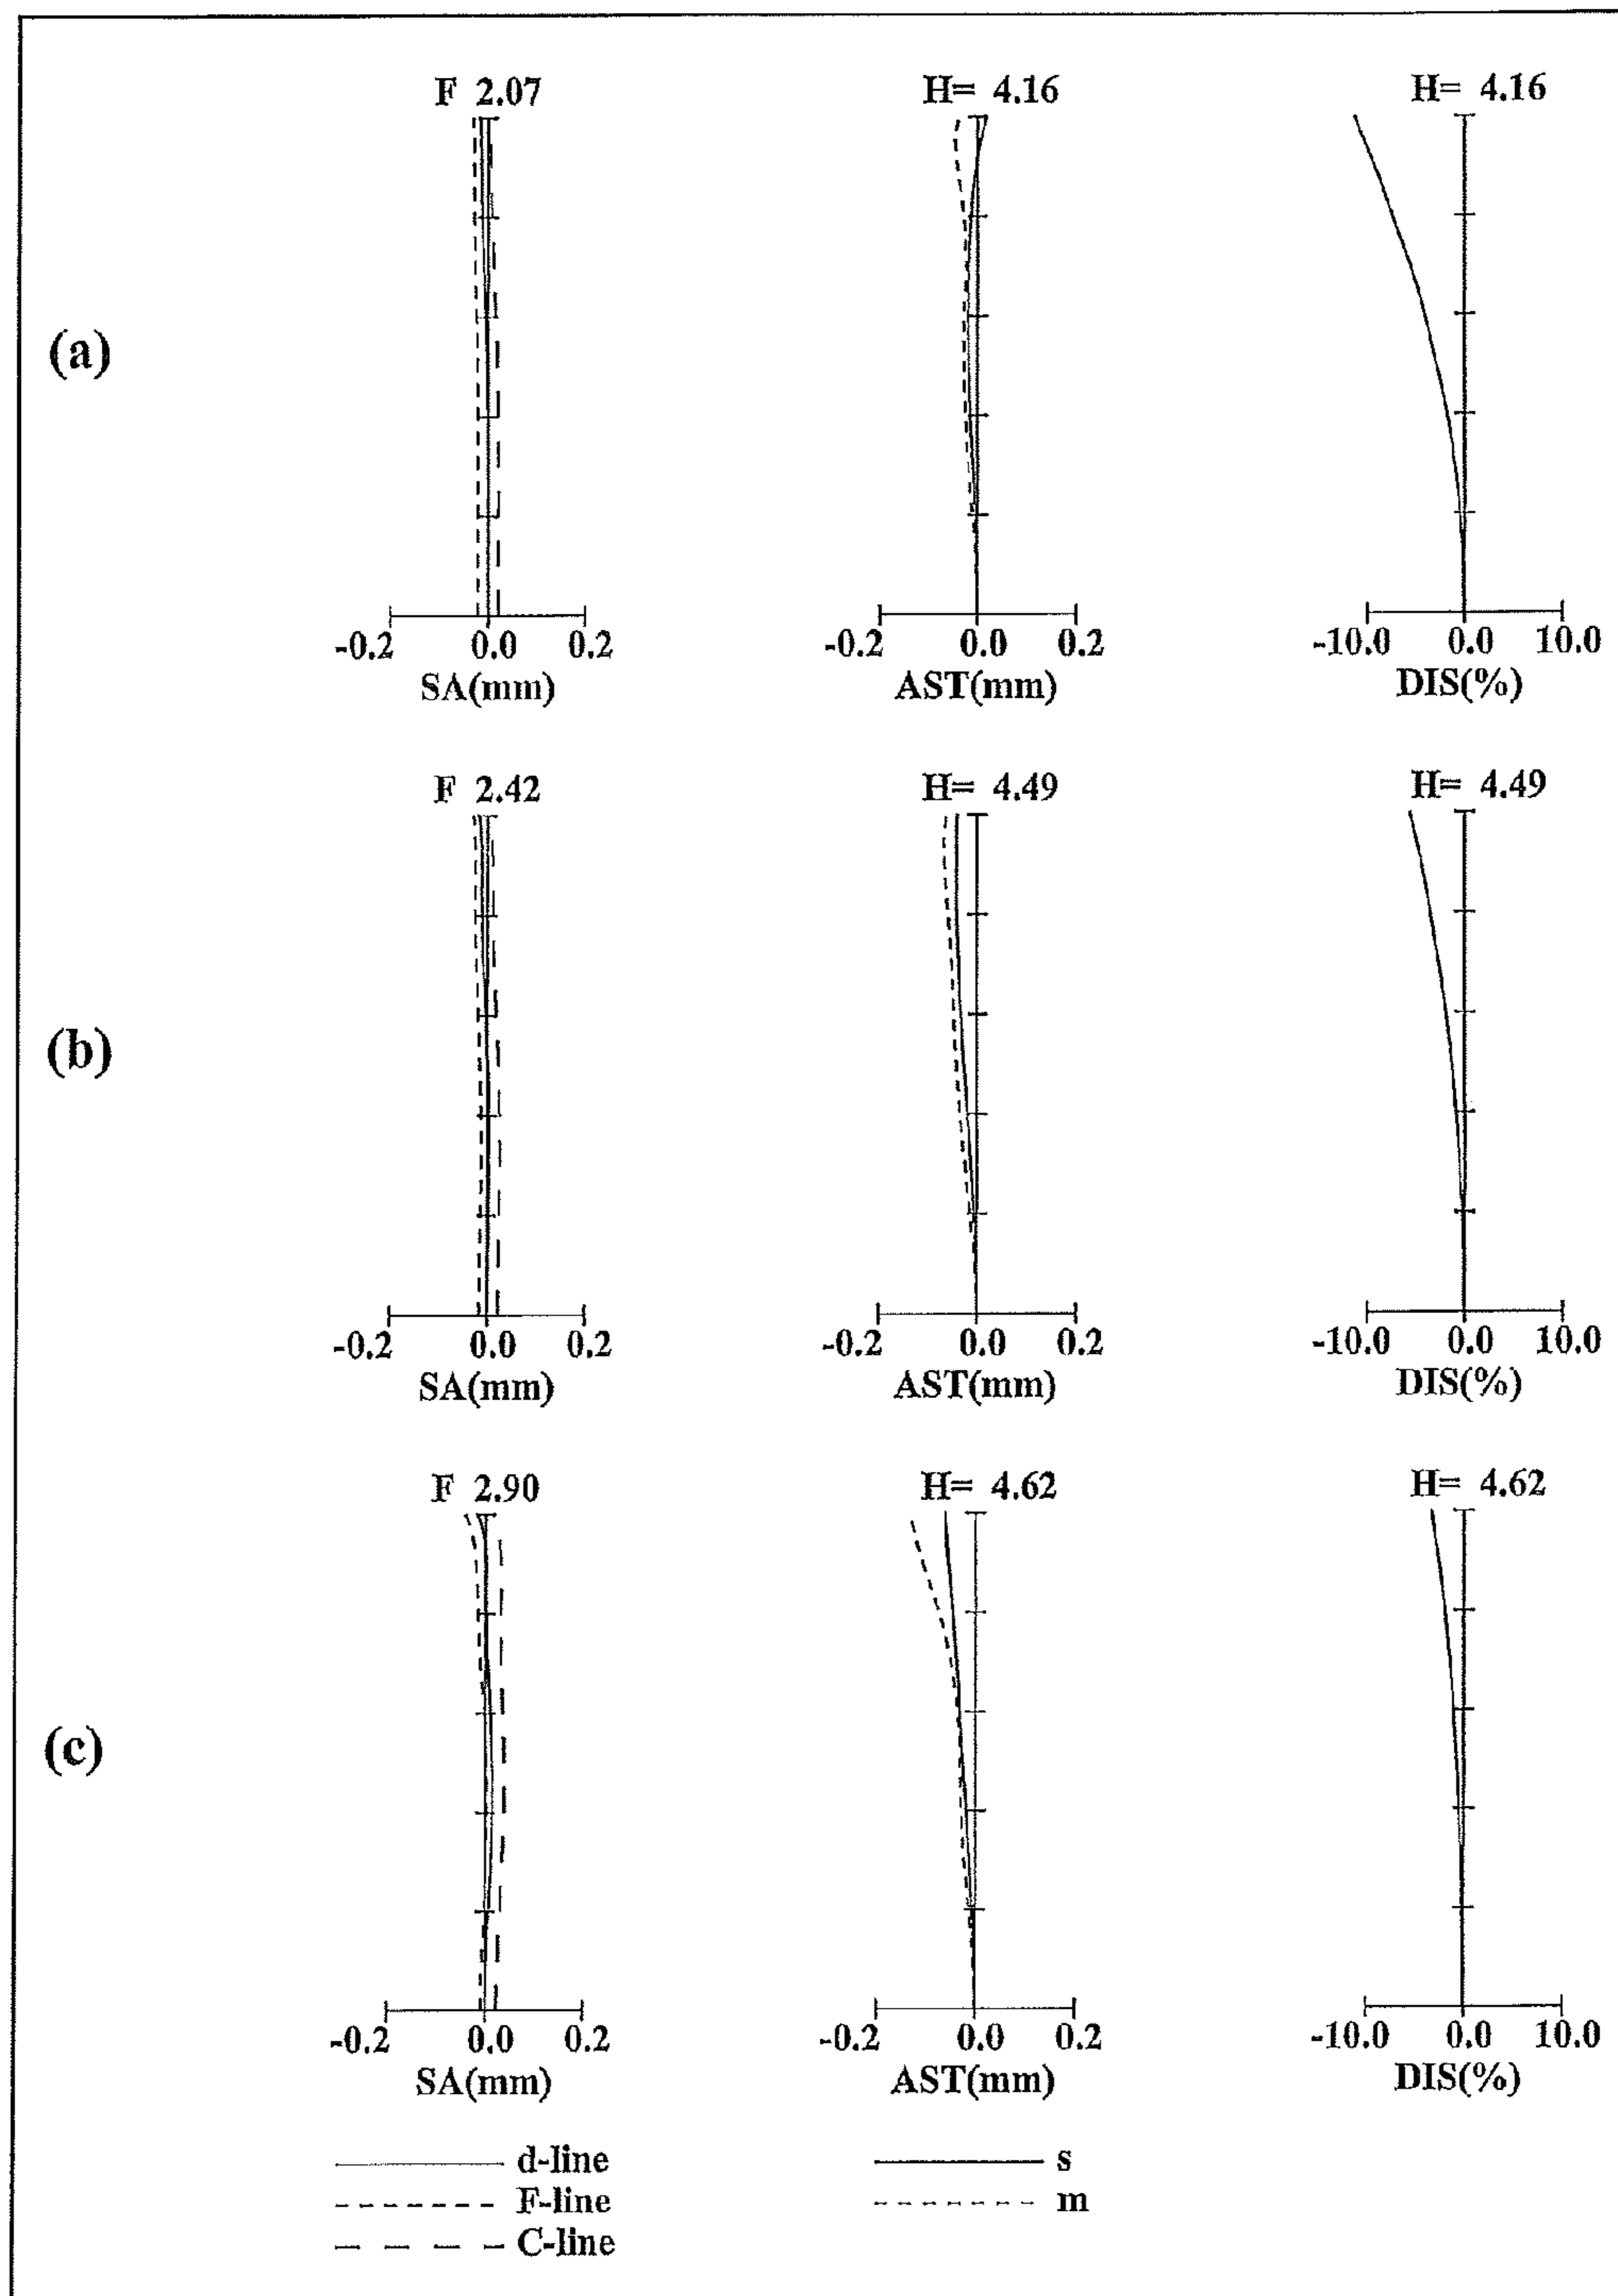 F 2.07 H= 4.16 H= 4.16
(a)
-0.2 0.0 0.2 -0.2 0.0 0.2 -10.0 0.0 10.0
SA(mm) AST(mm) DIS(%)
F 2.42 H= 4.49 H= 4.49
(b)
-0.2 0.0 0.2 -0.2 0.0 0.2 -10.0 0.0 10.0
SA(mm) AST(mm) DIS(%)
F 2.90 H= 4.62 H= 4.62
(c)
-0.2 0.0 0.2 -0.2 0.0 0.2 -10.0 0.0 10.0
SA(mm) AST(mm) DIS(%)
d-line s
F-line m
C-line